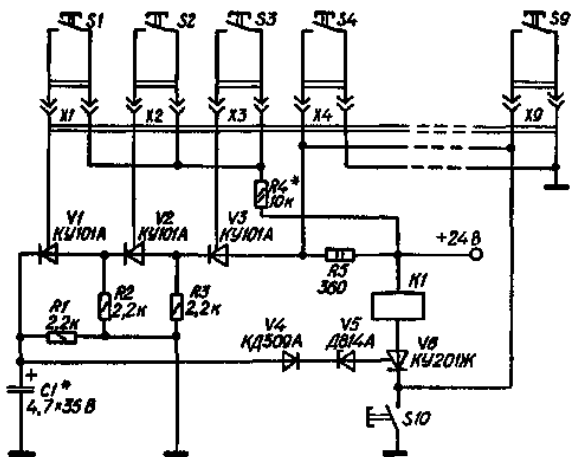 S1 S2 S3 S4 S9
X1 X2 X3 X4 X9
R4*
10к
V1
КУ101А
V2
КУ101А
V3
КУ101А
+24В
R5
360
K1
R1
2,2к
R2
2,2к
R3
2,2к
V4
КД509А
V5
Д814А
V6
КУ201Ж
+
C1*
4,7×35В
S10